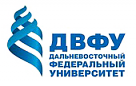 ДВФУ
ДАЛЬНЕВОСТОЧНЫЙ
ФЕДЕРАЛЬНЫЙ
УНИВЕРСИТЕТ